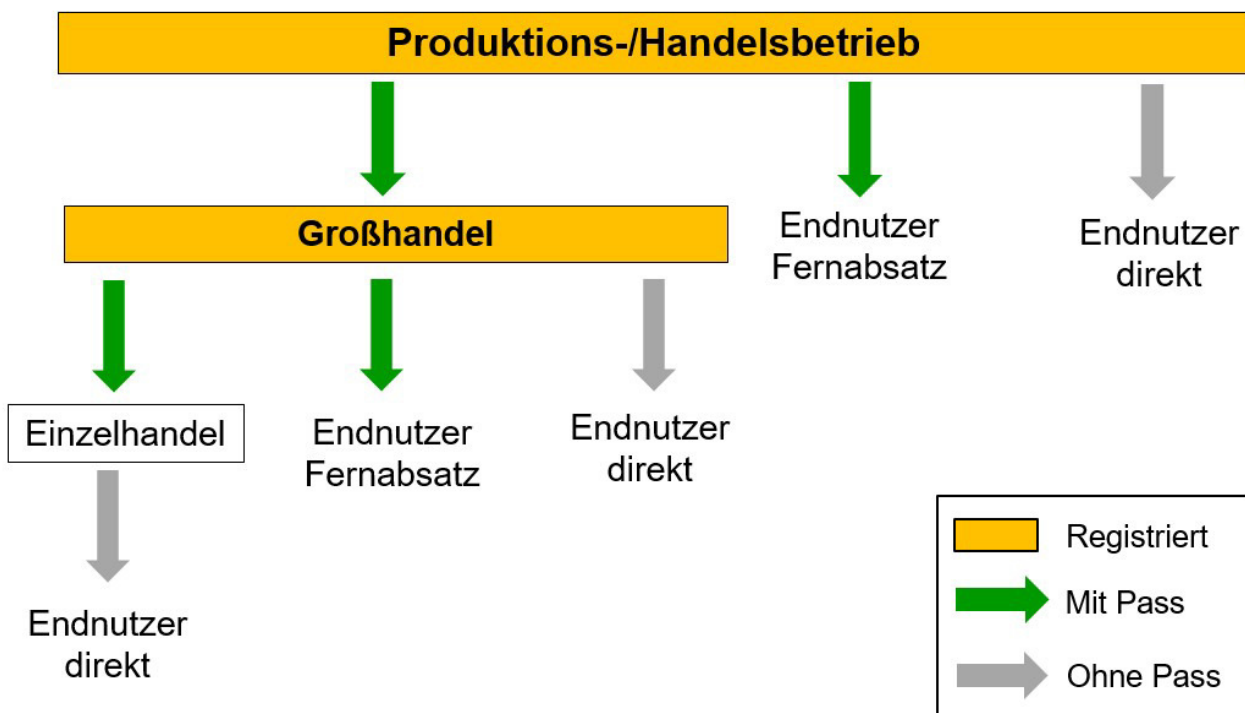 Produktions-/Handelsbetrieb
Großhandel
Endnutzer
Fernabsatz
Endnutzer
direkt
Einzelhandel
Endnutzer
Fernabsatz
Endnutzer
direkt
Endnutzer
direkt
Registriert
Mit Pass
Ohne Pass